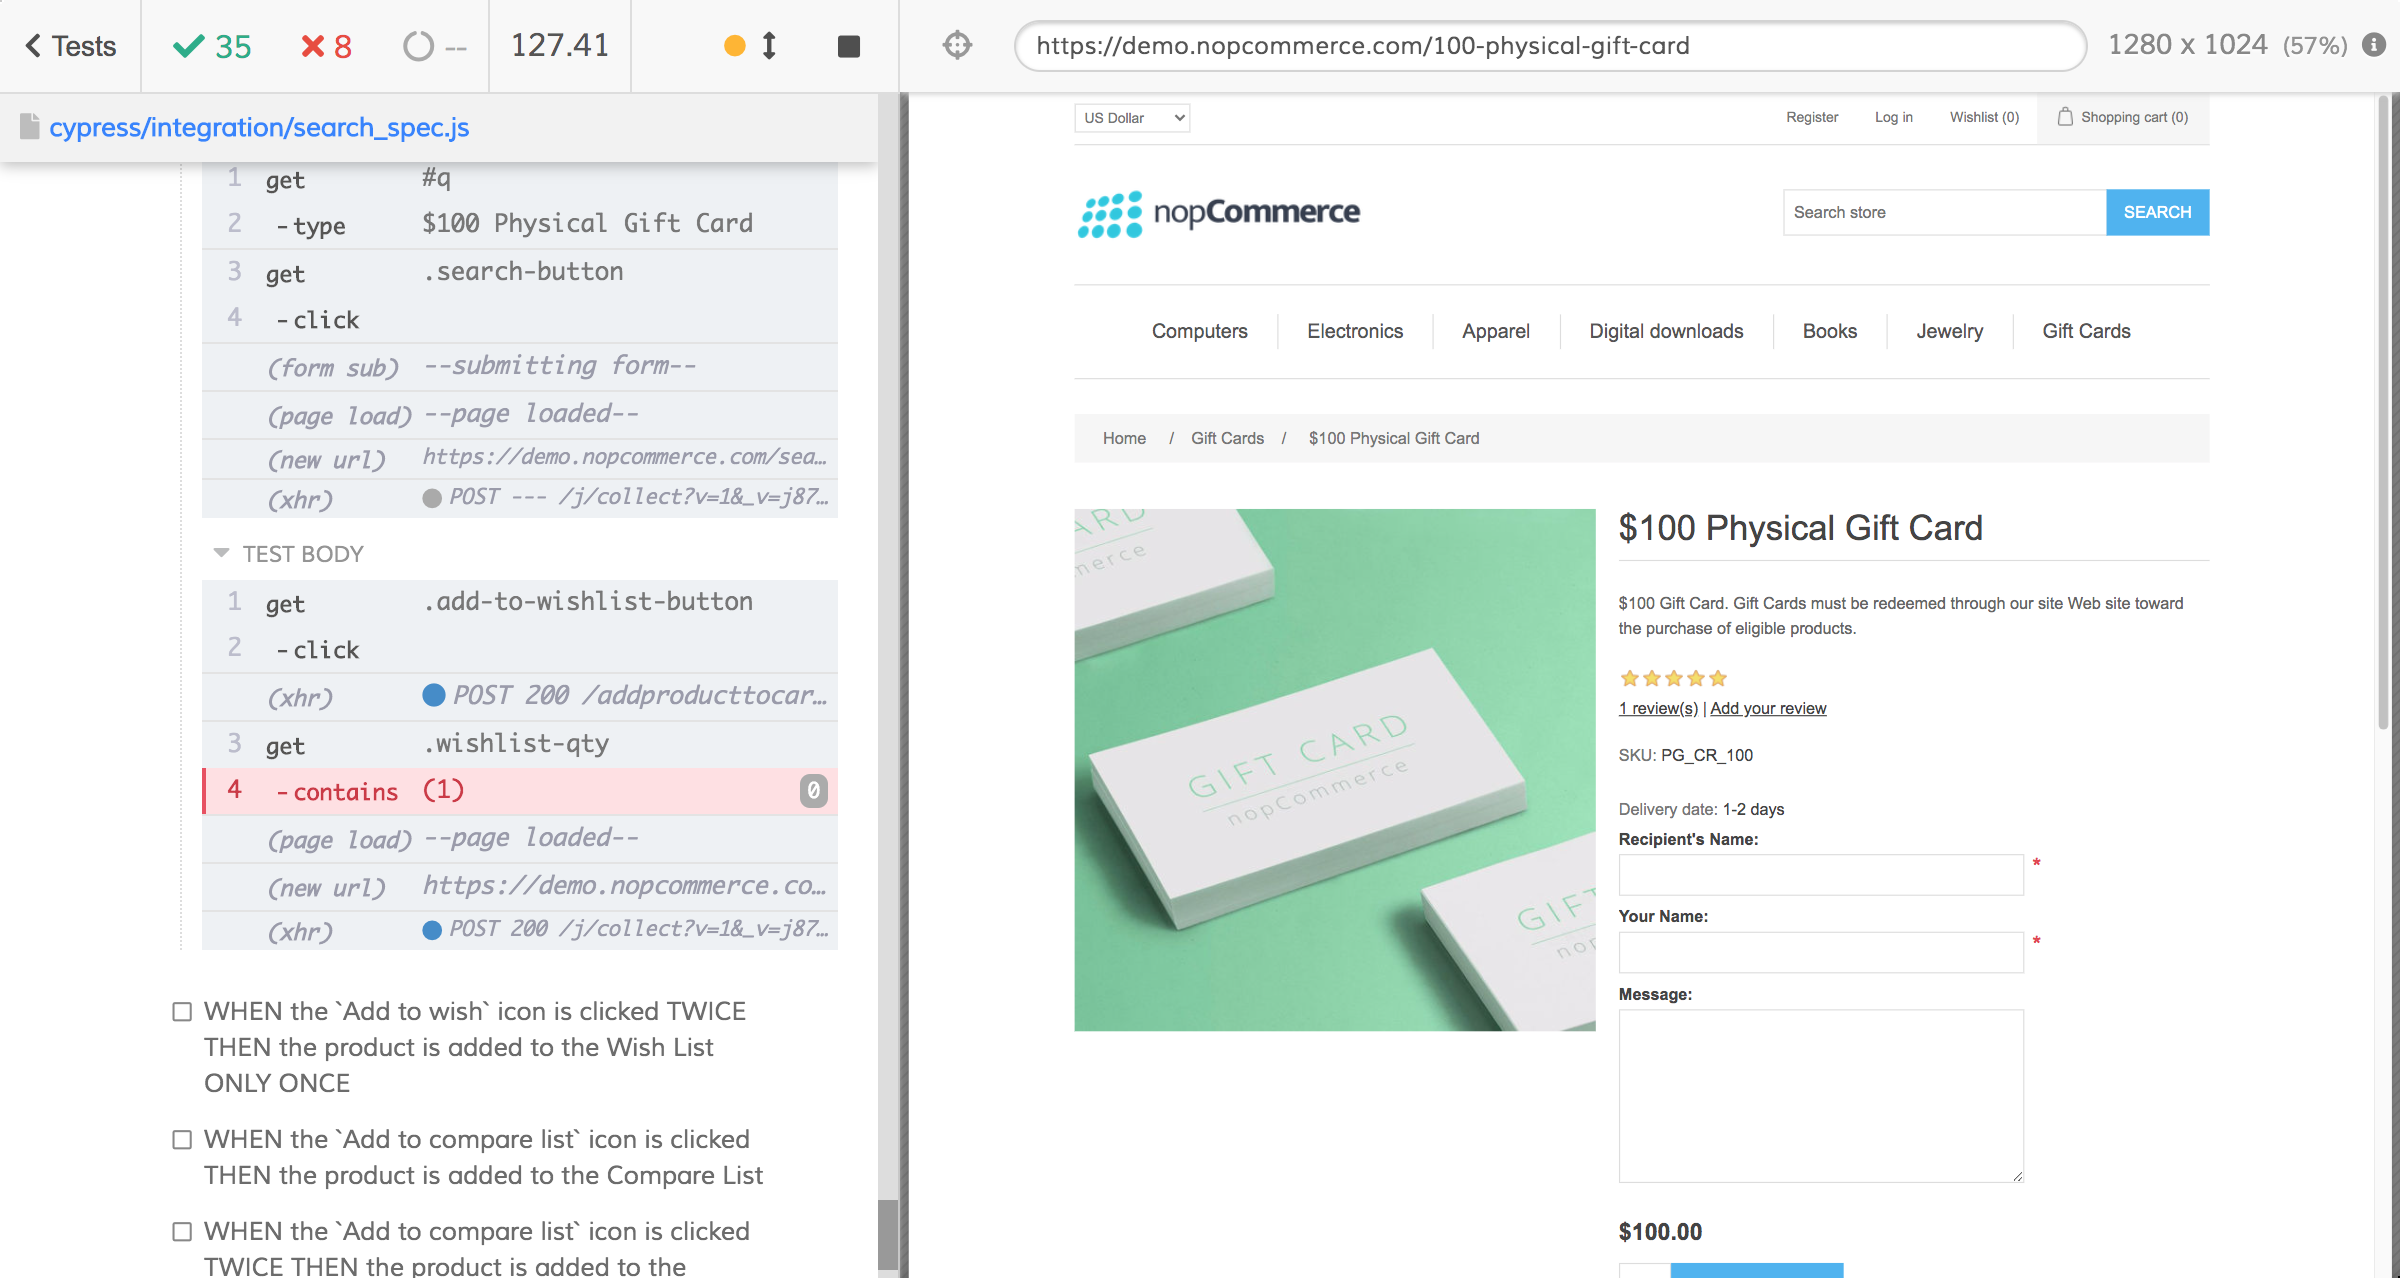 Tests
35
8
--
127.41
https://demo.nopcommerce.com/100-physical-gift-card
1280 x 1024 (57%)
cypress/integration/search_spec.js
1 get #q
2 -type $100 Physical Gift Card
3 get .search-button
4 -click
(form sub) --submitting form--
(page load) --page loaded--
(new url) https://demo.nopcommerce.com/sea…
(xhr) POST --- /j/collect?v=1&_v=j87…
TEST BODY
1 get .add-to-wishlist-button
2 -click
(xhr) POST 200 /addproducttocar…
3 get .wishlist-qty
4 -contains (1) 0
(page load) --page loaded--
(new url) https://demo.nopcommerce.co…
(xhr) POST 200 /j/collect?v=1&_v=j87…
WHEN the `Add to wish` icon is clicked TWICE
THEN the product is added to the Wish List
ONLY ONCE
WHEN the `Add to compare list` icon is clicked
THEN the product is added to the Compare List
WHEN the `Add to compare list` icon is clicked
TWICE THEN the product is added to the
US Dollar
Register Log in Wishlist (0) Shopping cart (0)
nopCommerce
Search store SEARCH
Computers Electronics Apparel Digital downloads Books Jewelry Gift Cards
Home / Gift Cards / $100 Physical Gift Card
ARD
merce
GIFT CARD
nopCommerce
GIFT
nop
$100 Physical Gift Card
$100 Gift Card. Gift Cards must be redeemed through our site Web site toward
the purchase of eligible products.
1 review(s) | Add your review
SKU: PG_CR_100
Delivery date: 1-2 days
Recipient's Name:
*
Your Name:
*
Message:
$100.00